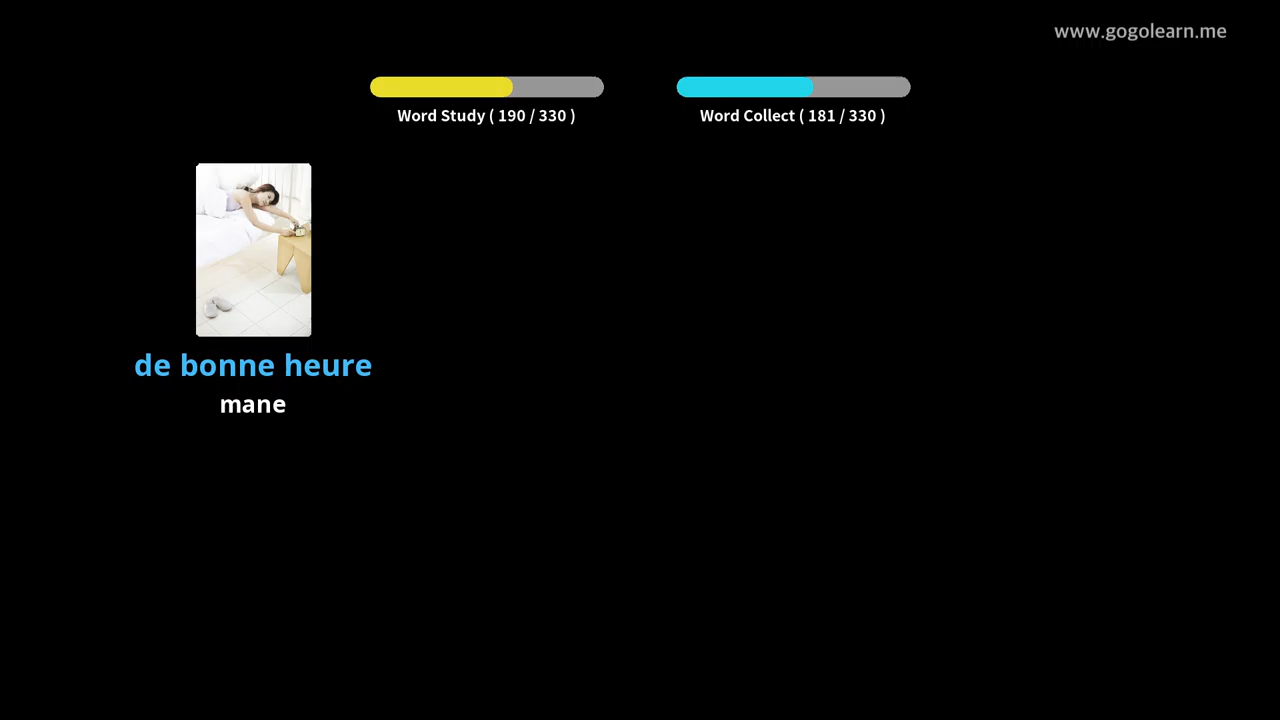 www.gogolearn.me
Word Study ( 190 / 330 )
Word Collect ( 181 / 330 )
de bonne heure
mane